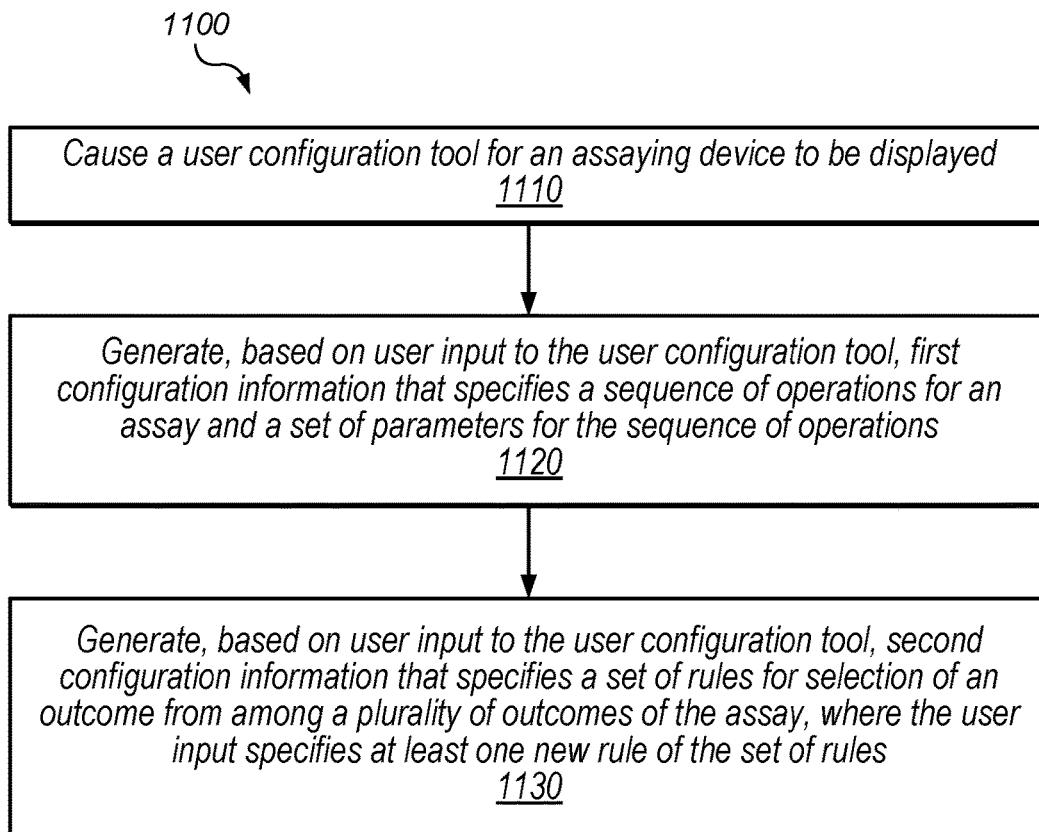 1100
Cause a user configuration tool for an assaying device to be displayed
1110
Generate, based on user input to the user configuration tool, first
configuration information that specifies a sequence of operations for an
assay and a set of parameters for the sequence of operations
1120
Generate, based on user input to the user configuration tool, second
configuration information that specifies a set of rules for selection of an
outcome from among a plurality of outcomes of the assay, where the user
input specifies at least one new rule of the set of rules
1130